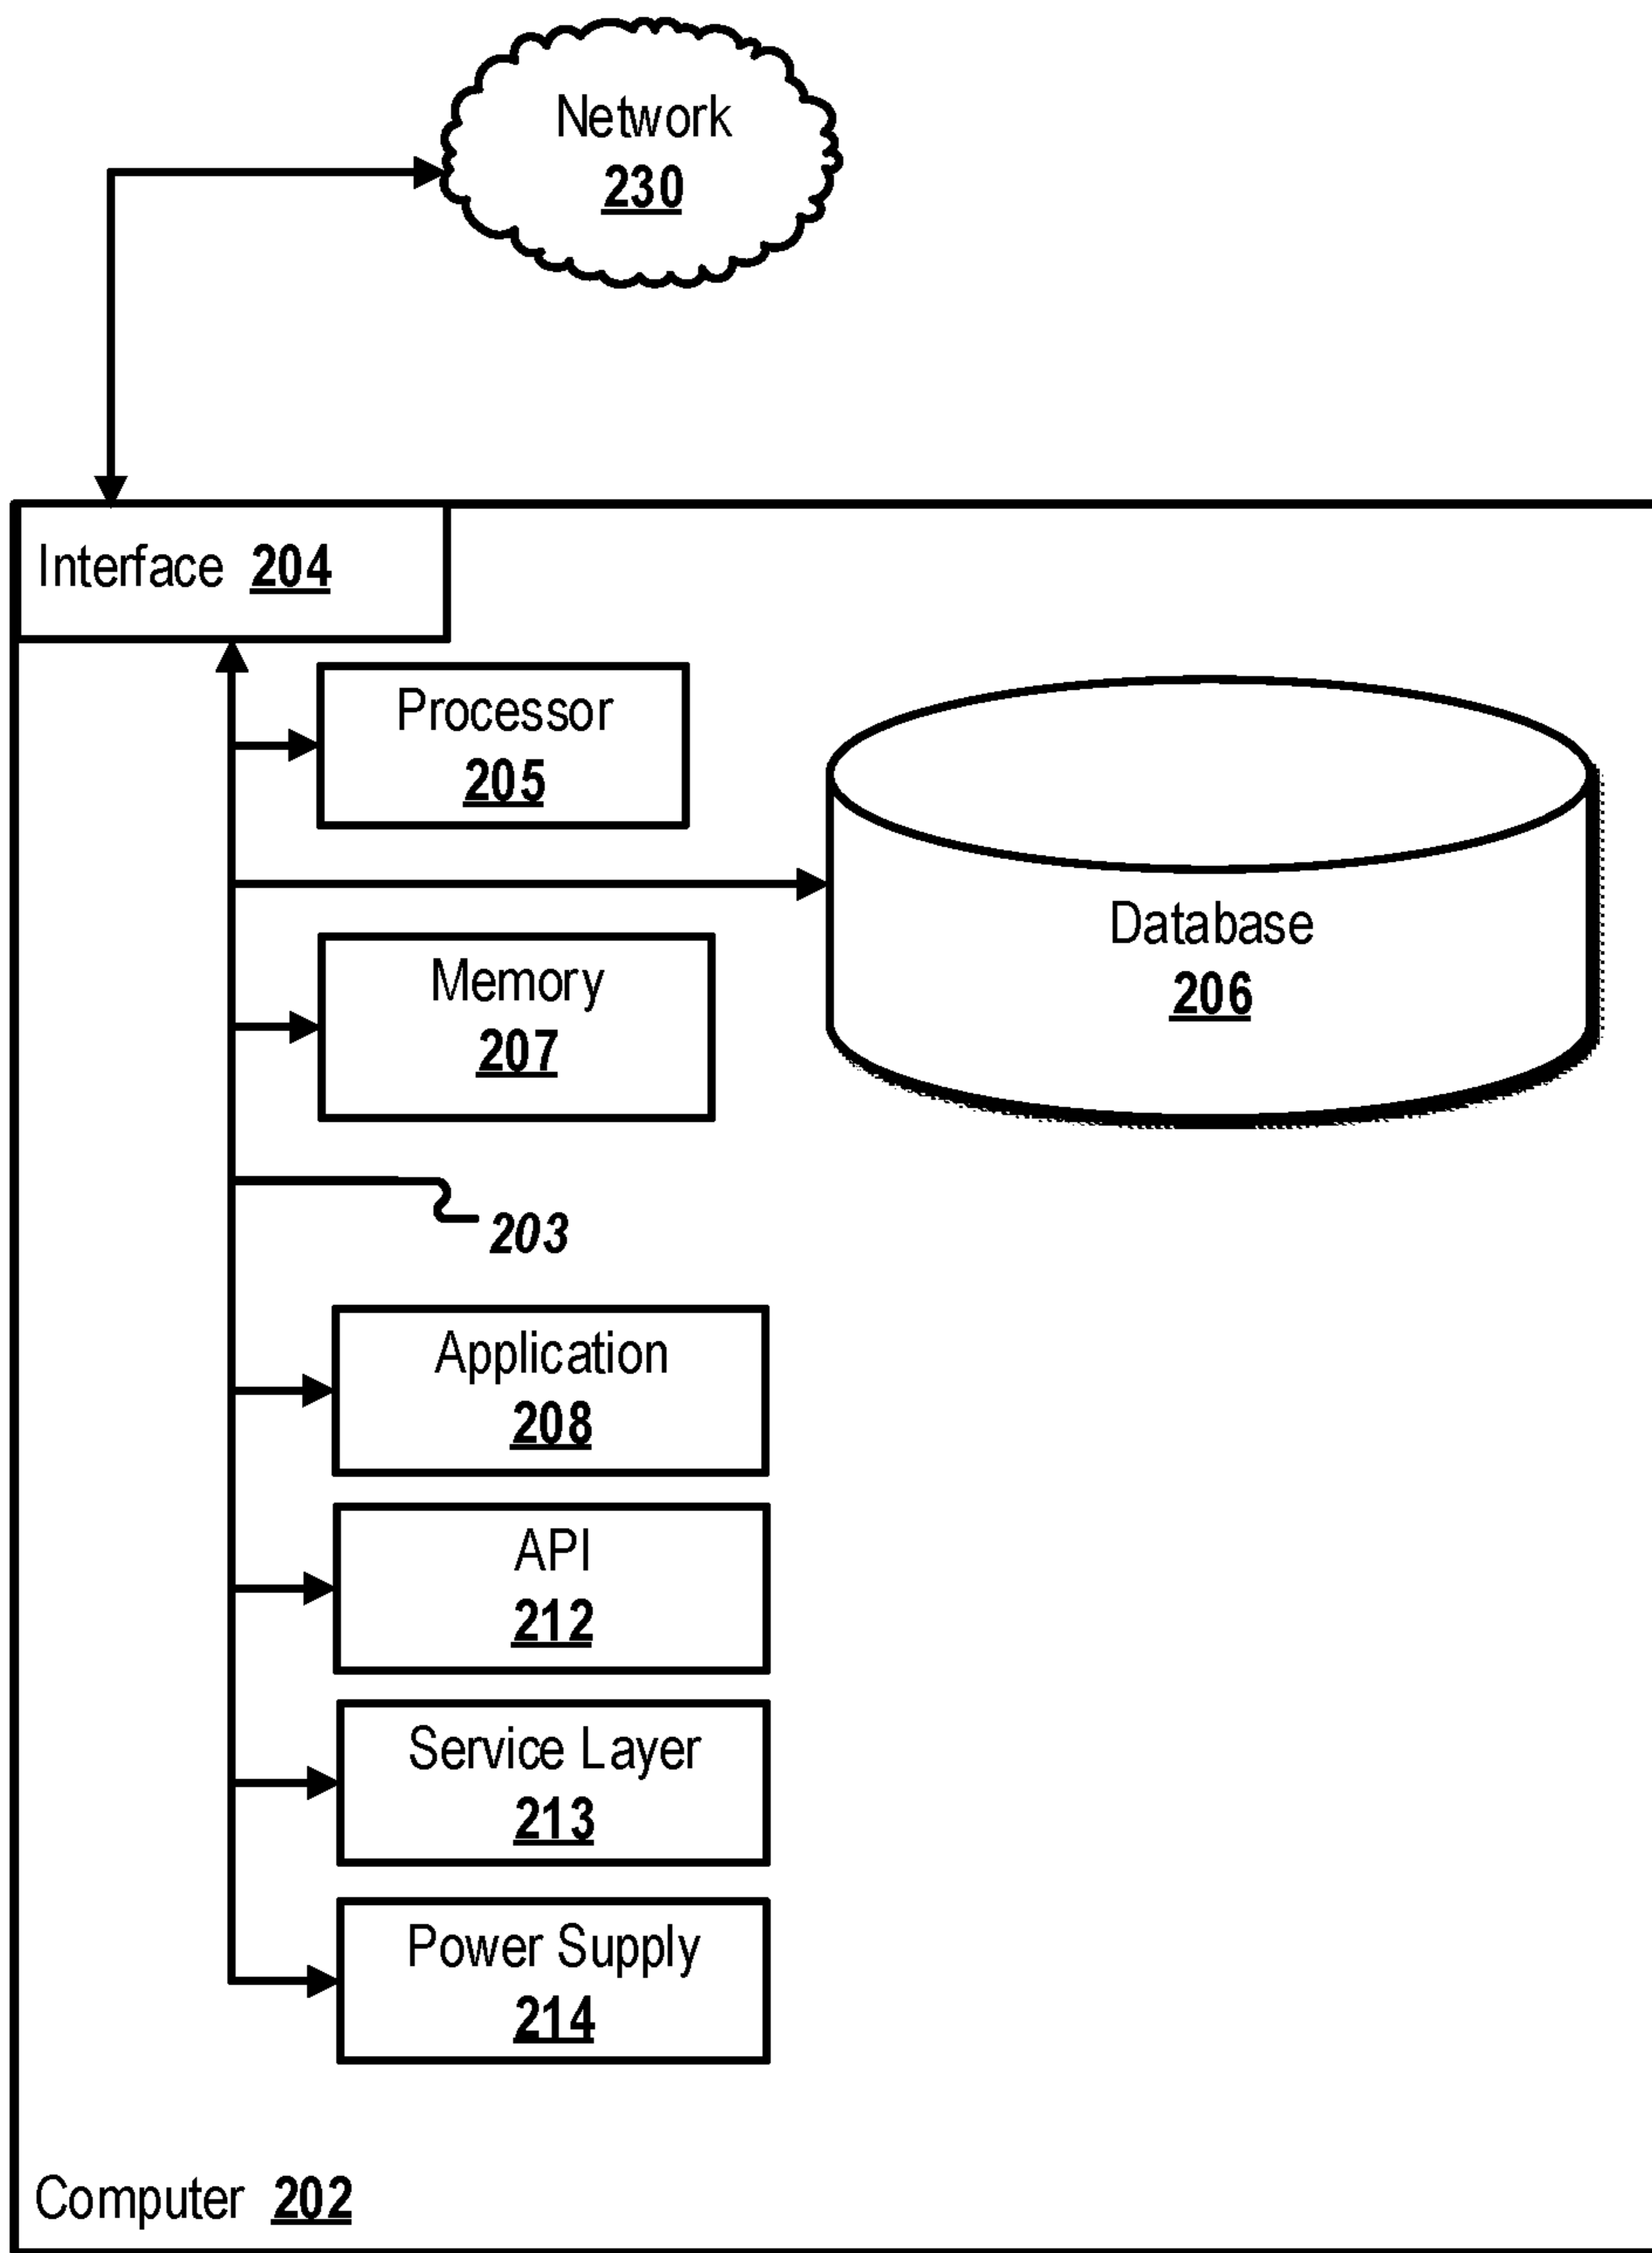 Network
230
Interface 204
Processor
205
Database
206
Memory
207
203
Application
208
API
212
Service Layer
213
Power Supply
214
Computer 202